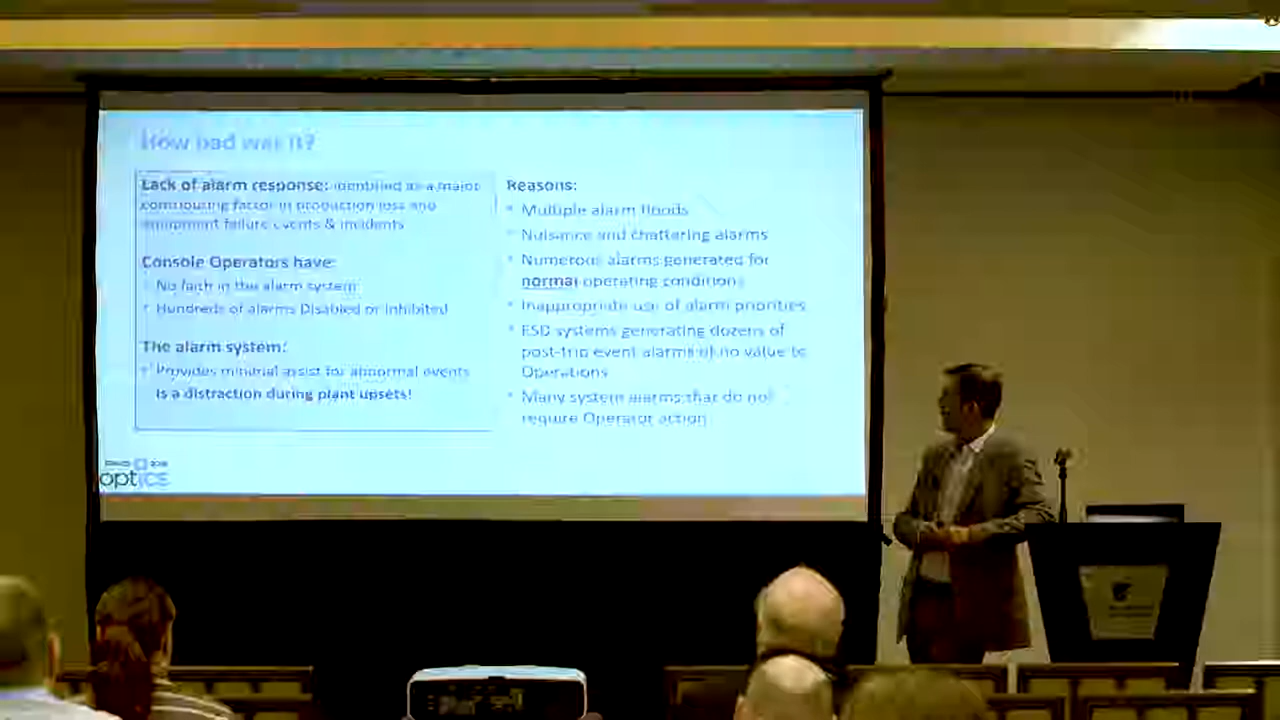 How bad was it?
Lack of alarm response: identified as a major
contributing factor in production loss and
equipment failure events & incidents
Console Operators have:
No faith in the alarm system
Hundreds of alarms Disabled or Inhibited
The alarm system:
Provides minimal assist for abnormal events
Is a distraction during plant upsets!
Reasons:
Multiple alarm floods
Nuisance and chattering alarms
Numerous alarms generated for
normal operating conditions
Inappropriate use of alarm priorities
ESD systems generating dozens of
post-trip event alarms of no value to
Operations
Many system alarms that do not
require Operator action
optICS